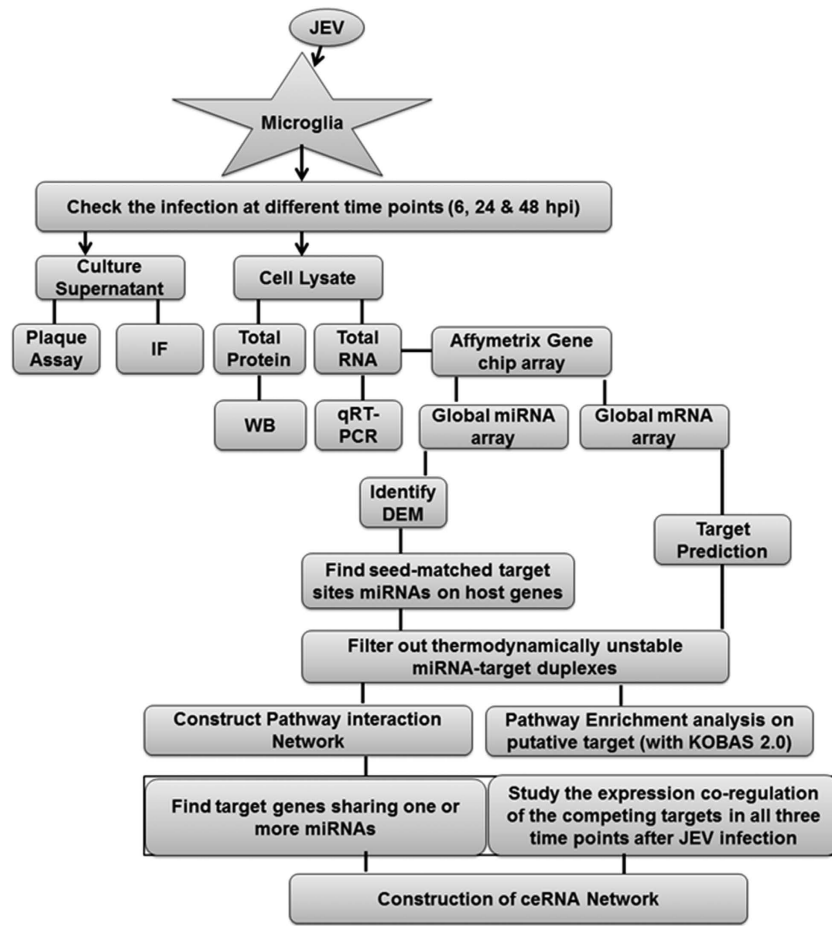 JEV
Microglia
Check the infection at different time points (6, 24 & 48 hpi)
Culture
Supernatant
Cell Lysate
Plaque
Assay
IF
Total
Protein
Total
RNA
Affymetrix Gene
chip array
WB
qRT-
PCR
Global miRNA
array
Global mRNA
array
Identify
DEM
Target
Prediction
Find seed-matched target
sites miRNAs on host genes
Filter out thermodynamically unstable
miRNA-target duplexes
Construct Pathway interaction
Network
Pathway Enrichment analysis on
putative target (with KOBAS 2.0)
Find target genes sharing one or
more miRNAs
Study the expression co-regulation
of the competing targets in all three
time points after JEV infection
Construction of ceRNA Network